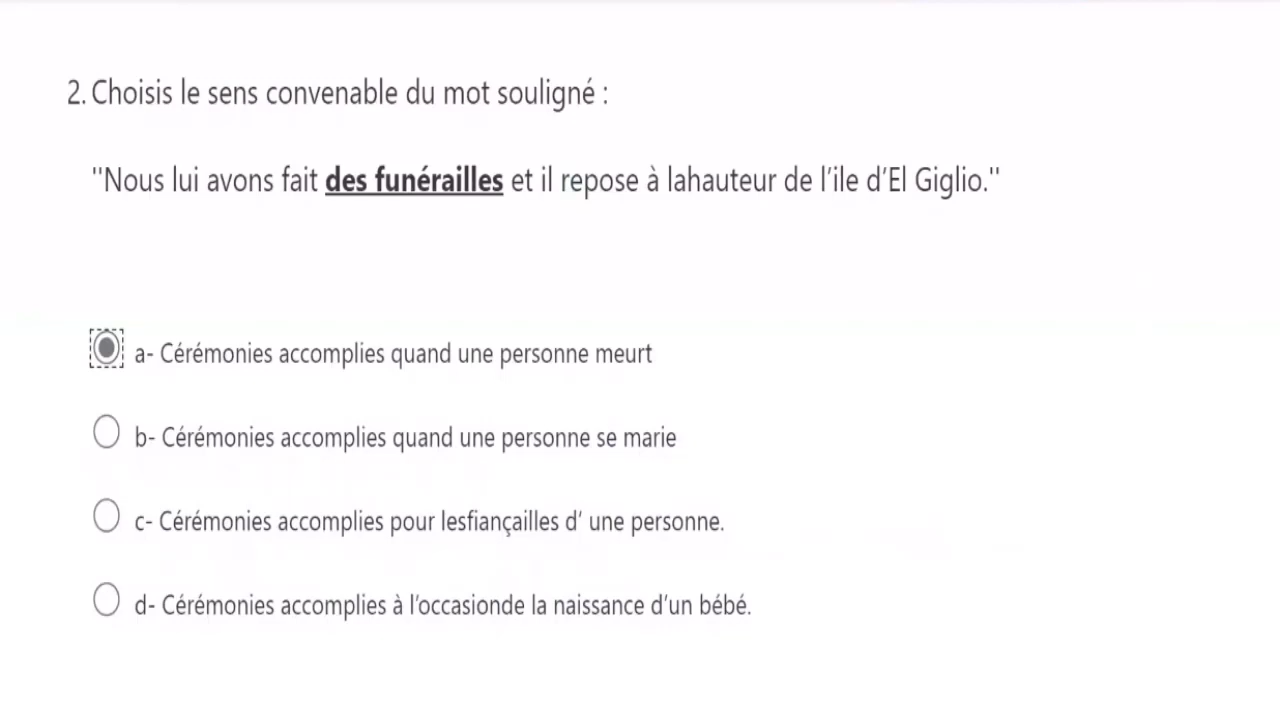 2. Choisis le sens convenable du mot souligné :
"Nous lui avons fait des funérailles et il repose à lahauteur de l'ile d'El Giglio."
a- Cérémonies accomplies quand une personne meurt
b- Cérémonies accomplies quand une personne se marie
c- Cérémonies accomplies pour lesfiançailles d' une personne.
d- Cérémonies accomplies à l'occasionde la naissance d'un bébé.